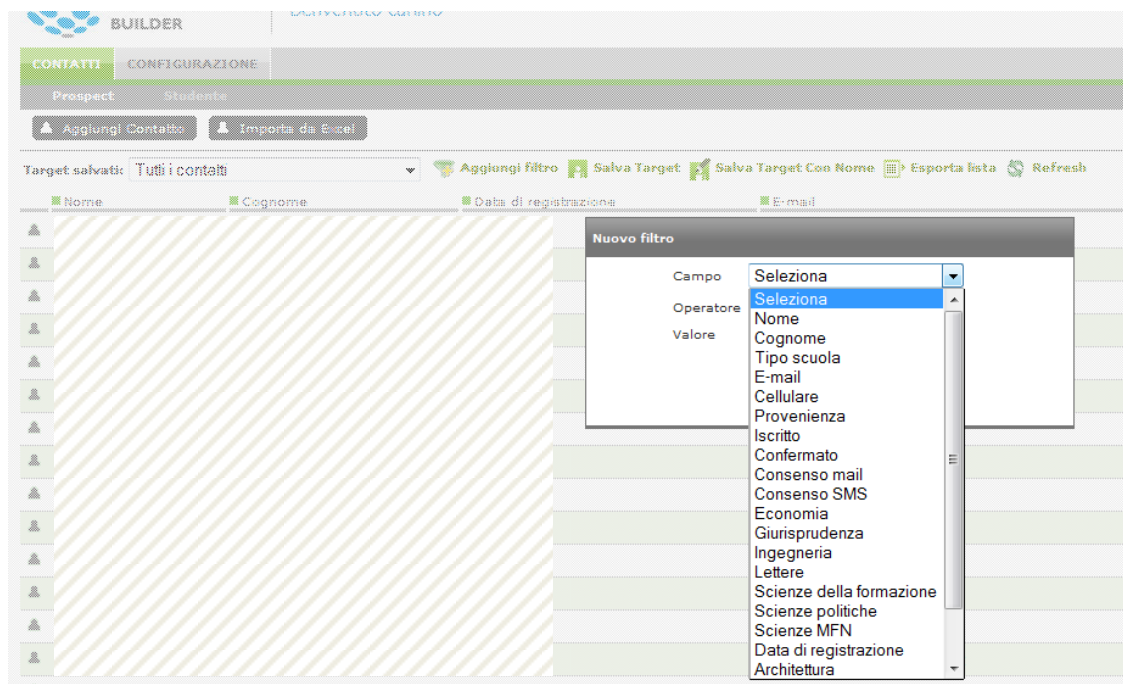 BUILDER
CONTATTI CONFIGURAZIONE
Prospect Studente
Aggiungi Contatto Importa da Excel
Target salvati: Tutti i contatti Aggiungi filtro Salva Target Salva Target Con Nome Esporta lista Refresh
Nome Cognome Data di registrazione E-mail
Nuovo filtro
Campo Seleziona
Operatore
Valore
Seleziona
Nome
Cognome
Tipo scuola
E-mail
Cellulare
Provenienza
Iscritto
Confermato
Consenso mail
Consenso SMS
Economia
Giurisprudenza
Ingegneria
Lettere
Scienze della formazione
Scienze politiche
Scienze MFN
Data di registrazione
Architettura